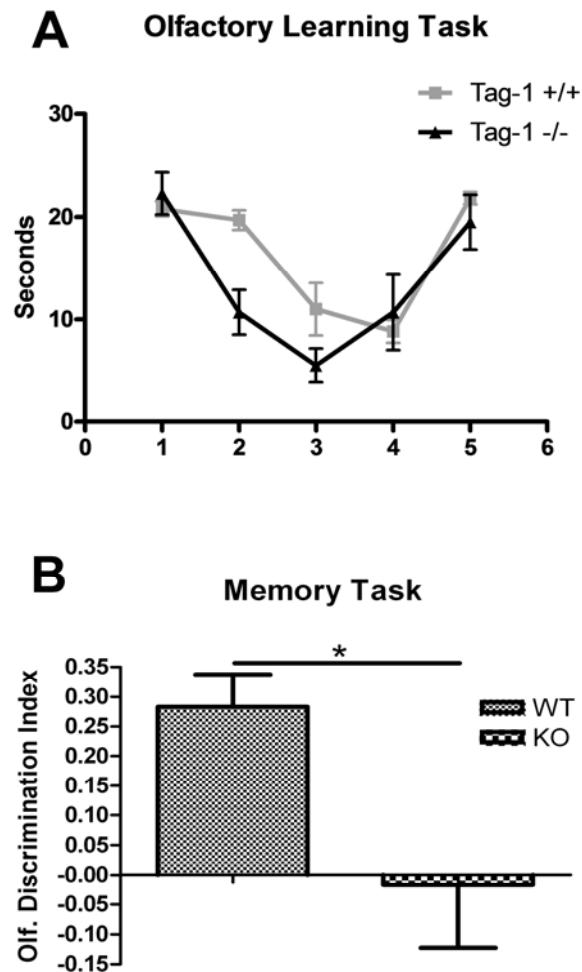 A Olfactory Learning Task
Tag-1 +/+
Tag-1 -/-
30
20
10
0
Seconds
0 1 2 3 4 5 6
B
Memory Task
*
WT
KO
0.35
0.30
0.25
0.20
0.15
0.10
0.05
-0.00
-0.05
-0.10
-0.15
Olf. Discrimination Index